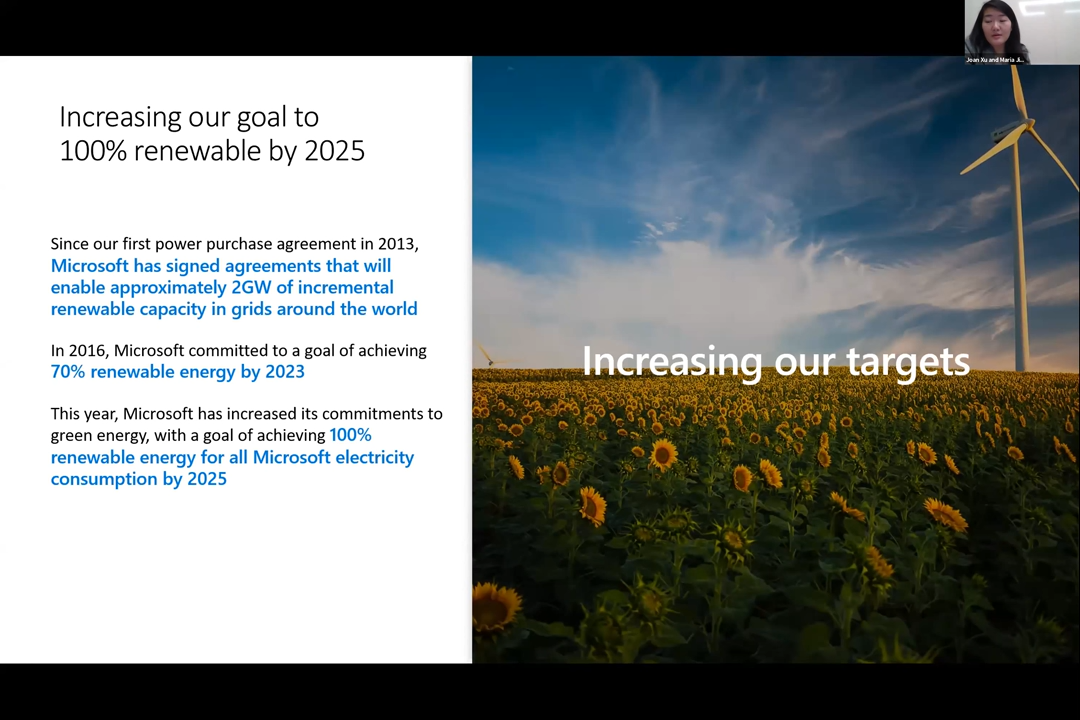 Joan Xu and Maria Ji...
Increasing our goal to
100% renewable by 2025
Since our first power purchase agreement in 2013,
Microsoft has signed agreements that will
enable approximately 2GW of incremental
renewable capacity in grids around the world
In 2016, Microsoft committed to a goal of achieving
70% renewable energy by 2023
This year, Microsoft has increased its commitments to
green energy, with a goal of achieving 100%
renewable energy for all Microsoft electricity
consumption by 2025
Increasing our targets